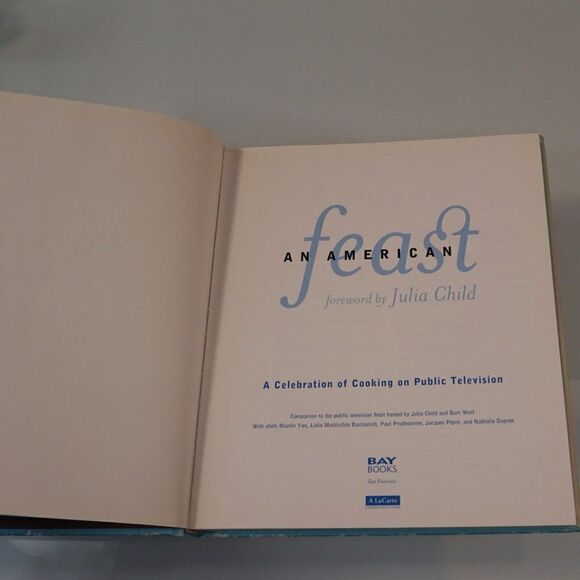 feast
AN AMERICAN
foreword by Julia Child
A Celebration of Cooking on Public Television
Companion to the public television feast hosted by Julia Child and Burt Wolf
With chefs Martin Yan, Lidia Matticchio Bastianich, Paul Prudhomme, Jacques Pépin, and Nathalie Dupree
BAY
BOOKS
San Francisco
A La Carte